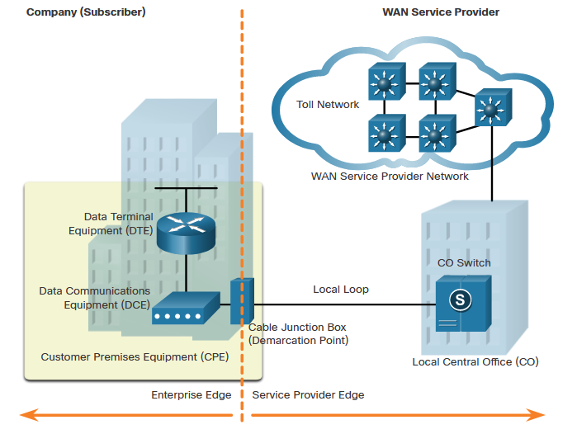 Company (Subscriber)
WAN Service Provider
Toll Network
WAN Service Provider Network
Data Terminal
Equipment (DTE)
CO Switch
Data Communications
Equipment (DCE)
Local Loop
S
Cable Junction Box
(Demarcation Point)
Customer Premises Equipment (CPE)
Local Central Office (CO)
Enterprise Edge
Service Provider Edge